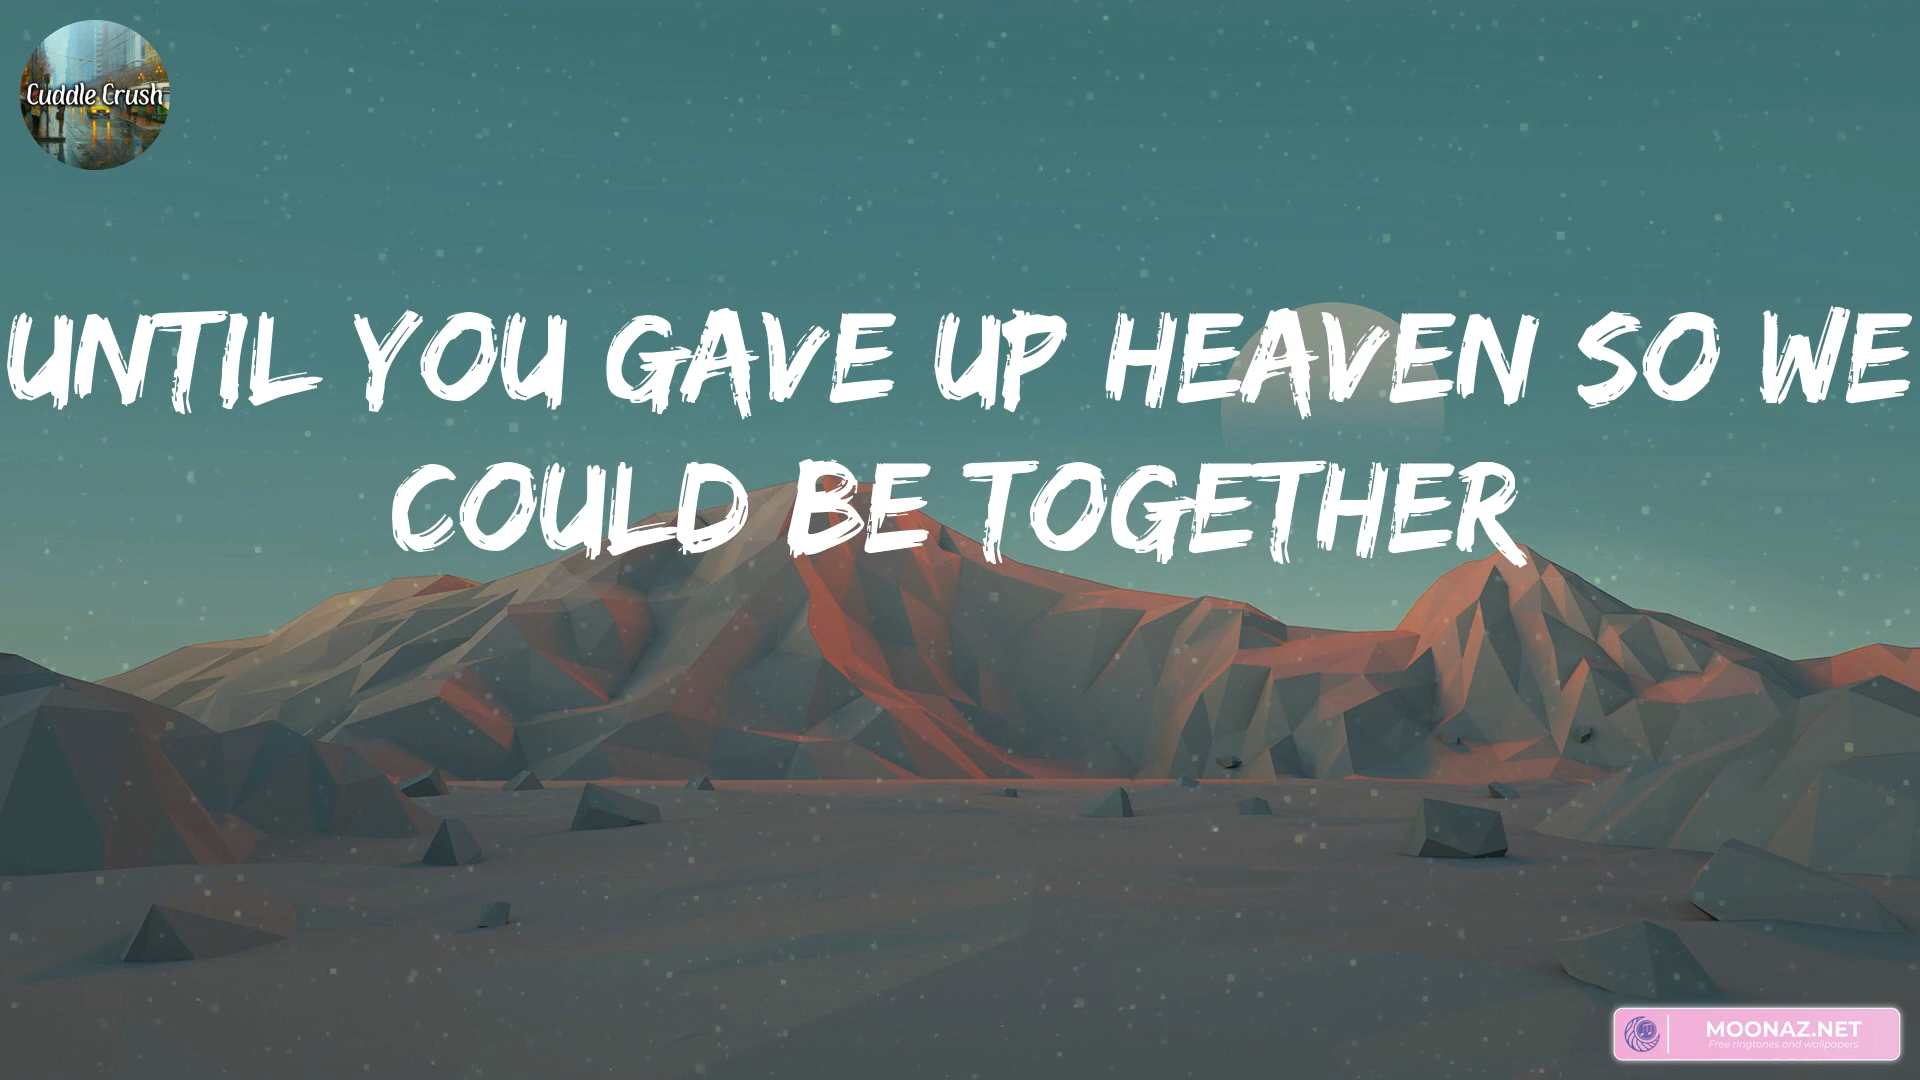 Cuddle Crush
UNTIL YOU GAVE UP HEAVEN SO WE
COULD BE TOGETHER
MOONAZ.NET
Free ringtones and wallpapers